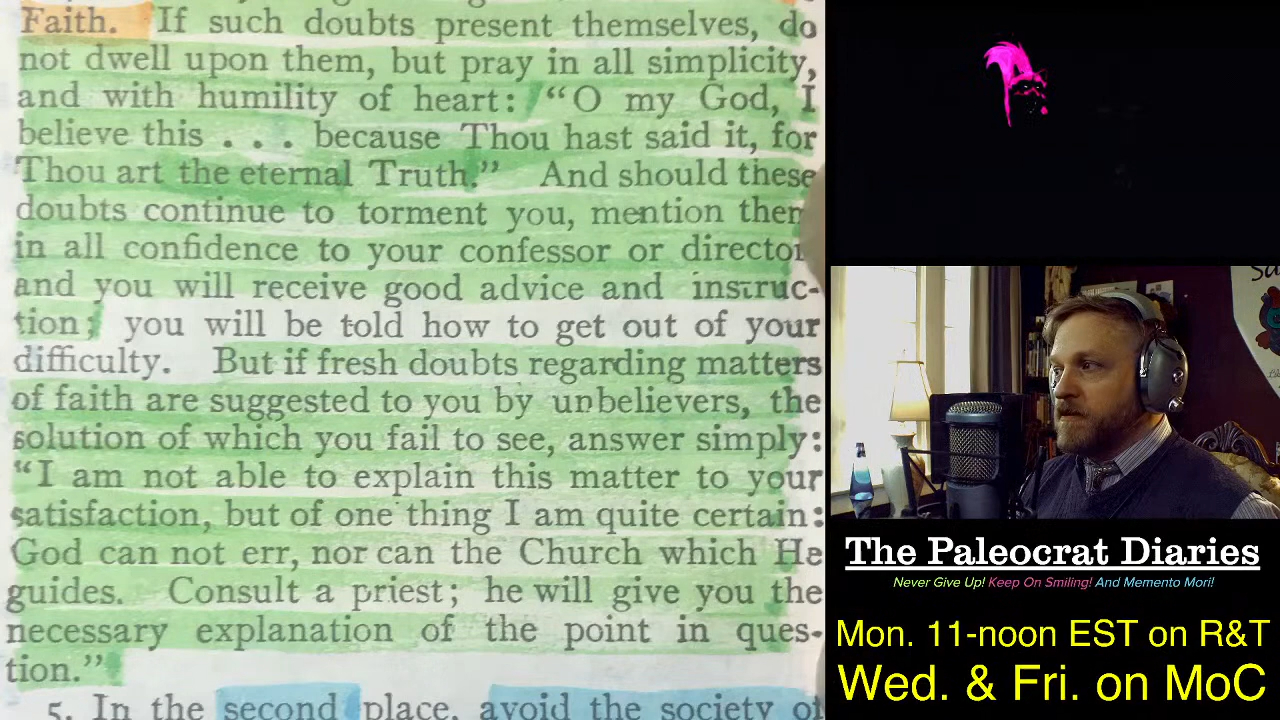 Faith. If such doubts present themselves, do
not dwell upon them, but pray in all simplicity,
and with humility of heart: “O my God, I
believe this . . . because Thou hast said it, for
Thou art the eternal Truth.” And should these
doubts continue to torment you, mention them
in all confidence to your confessor or director
and you will receive good advice and instruc-
tion; you will be told how to get out of your
difficulty. But if fresh doubts regarding matters
of faith are suggested to you by unbelievers, the
solution of which you fail to see, answer simply:
“I am not able to explain this matter to your
satisfaction, but of one thing I am quite certain:
God can not err, nor can the Church which He
guides. Consult a priest; he will give you the
necessary explanation of the point in ques-
tion.”
5. In the second place, avoid the society of
The Paleocrat Diaries
Never Give Up! Keep On Smiling! And Memento Mori!
Mon. 11-noon EST on R&T
Wed. & Fri. on MoC